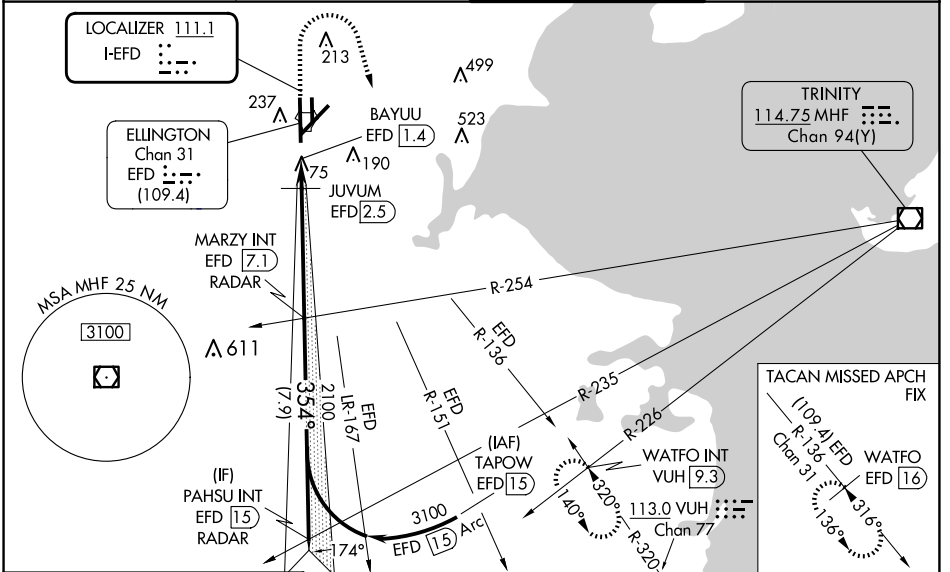 LOCALIZER 111.1
I-EFD
213
499
237
BAYUU
EFD 1.4
523
TRINITY
114.75 MHF
Chan 94(Y)
ELLINGTON
Chan 31
EFD
(109.4)
190
75
JUVUM
EFD 2.5
MARZY INT
EFD 7.1
RADAR
R-254
MSA MHF 25 NM
3100
611
EFD
R-136
R-235
R-226
354°
(7.9)
2100
EFD
LR-167
EFD
R-151
(IAF)
TAPOW
EFD 15
WATFO INT
VUH 9.3
(IF)
PAHSU INT
EFD 15
RADAR
174°
3100
EFD 15 Arc
140°
320°
113.0 VUH
Chan 77
R-320
TACAN MISSED APCH
FIX
(109.4) EFD
R-136
Chan 31
WATFO
EFD 16
136°
316°